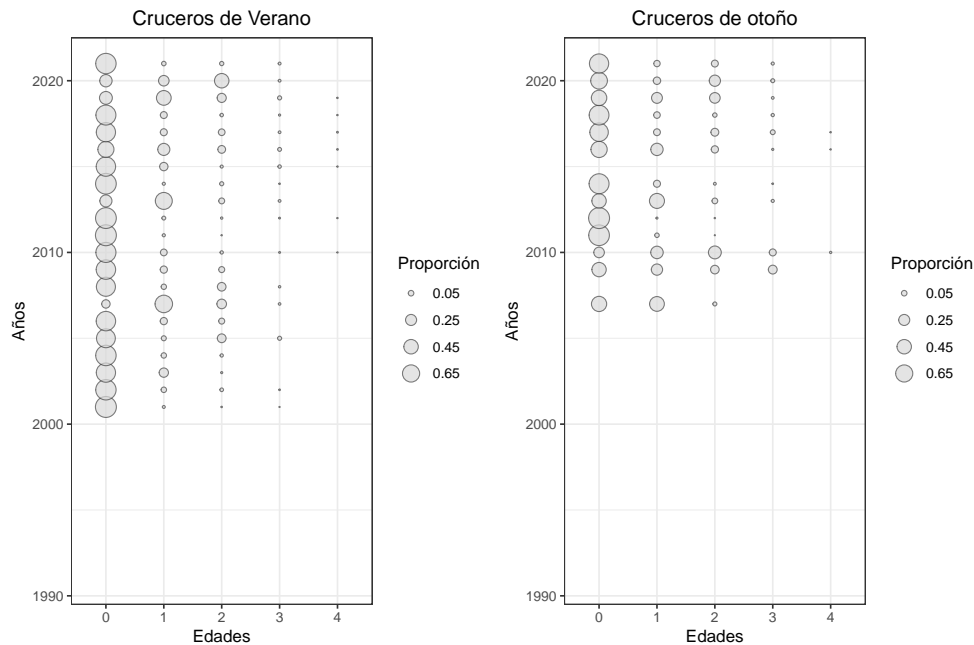 Cruceros de Verano
Cruceros de otoño
2020
2010
2000
1990
Años
0 1 2 3 4
Edades
Proporción
0.05
0.25
0.45
0.65
2020
2010
2000
1990
Años
0 1 2 3 4
Edades
Proporción
0.05
0.25
0.45
0.65